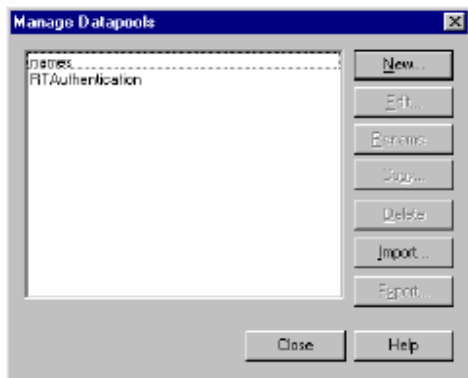 Manage Datapools
names
RTAuthentication
New...
Edit...
Rename
Copy...
Delete
Import...
Export...
Close
Help